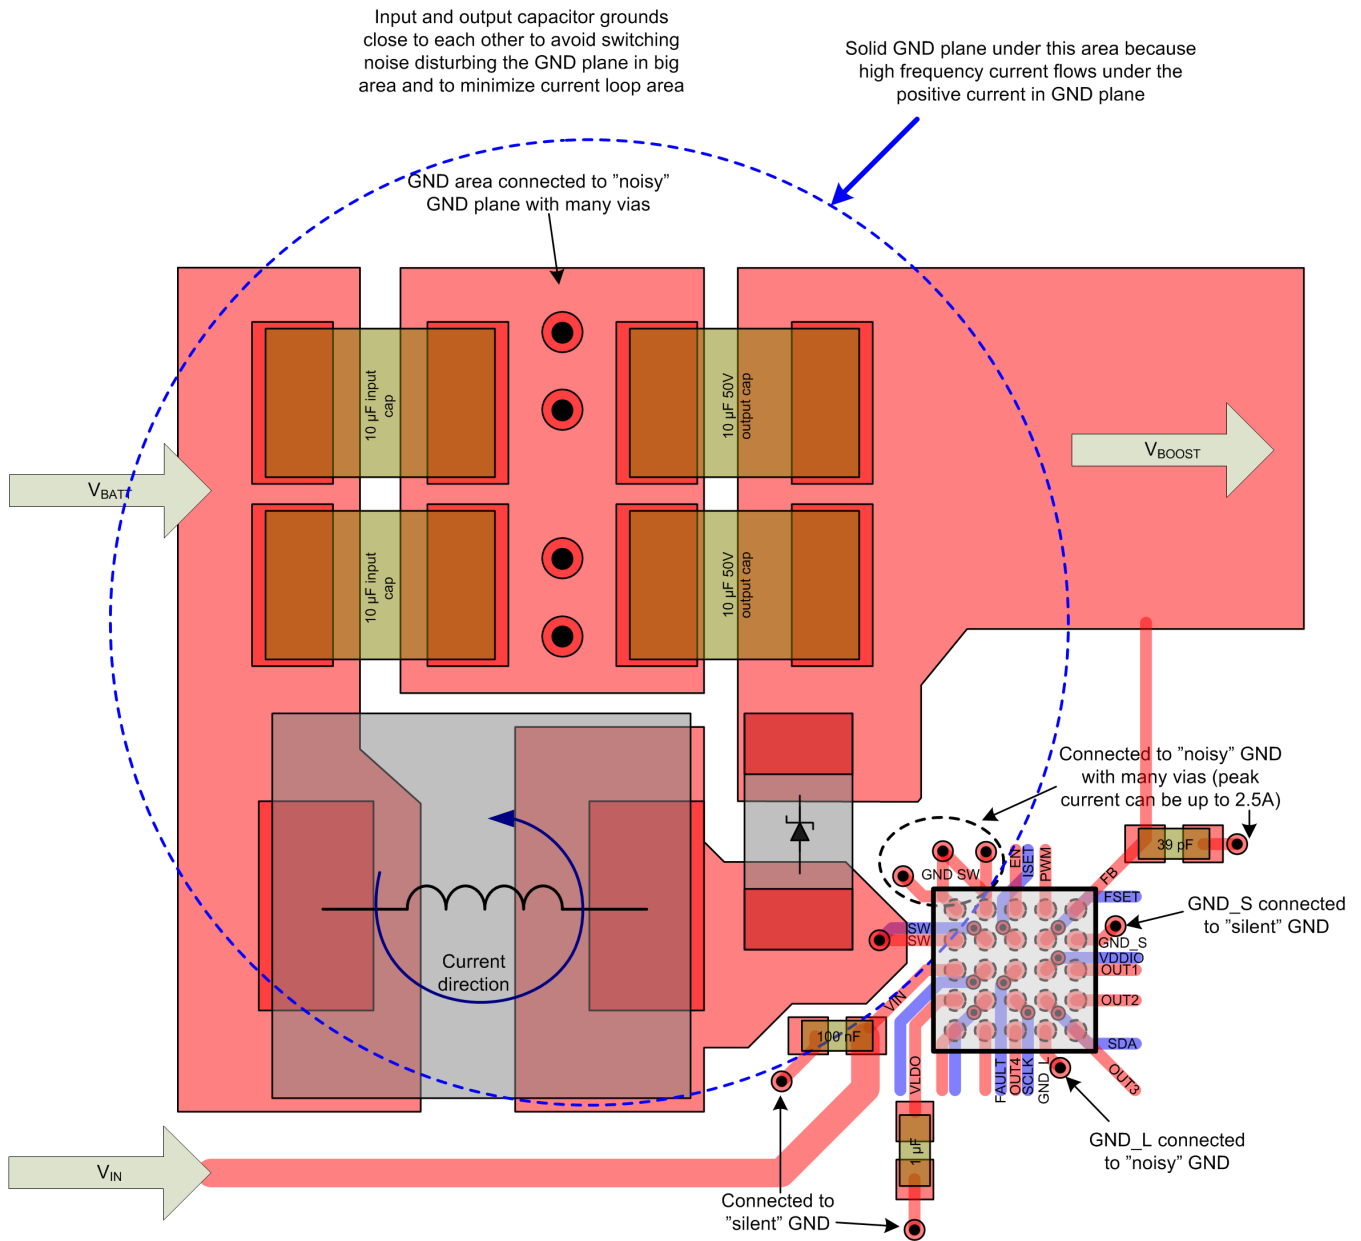 Input and output capacitor grounds
close to each other to avoid switching
noise disturbing the GND plane in big
area and to minimize current loop area
Solid GND plane under this area because
high frequency current flows under the
positive current in GND plane
GND area connected to ”noisy”
GND plane with many vias
10 µF input
cap
10 µF 50V
output cap
VBATT
VBOOST
10 µF input
cap
10 µF 50V
output cap
Connected to ”noisy” GND
with many vias (peak
current can be up to 2.5A)
39 pF
GND SW
EN
ISET
PWM
FB
FSET
GND_S connected
to ”silent” GND
SW
SW
GND_S
VDDIO
OUT1
Current
direction
VIN
OUT2
100 nF
SDA
VLDO
FAULT
OUT4
SCLK
GND_L
OUT3
1 µF
GND_L connected
to ”noisy” GND
VIN
Connected to
”silent” GND